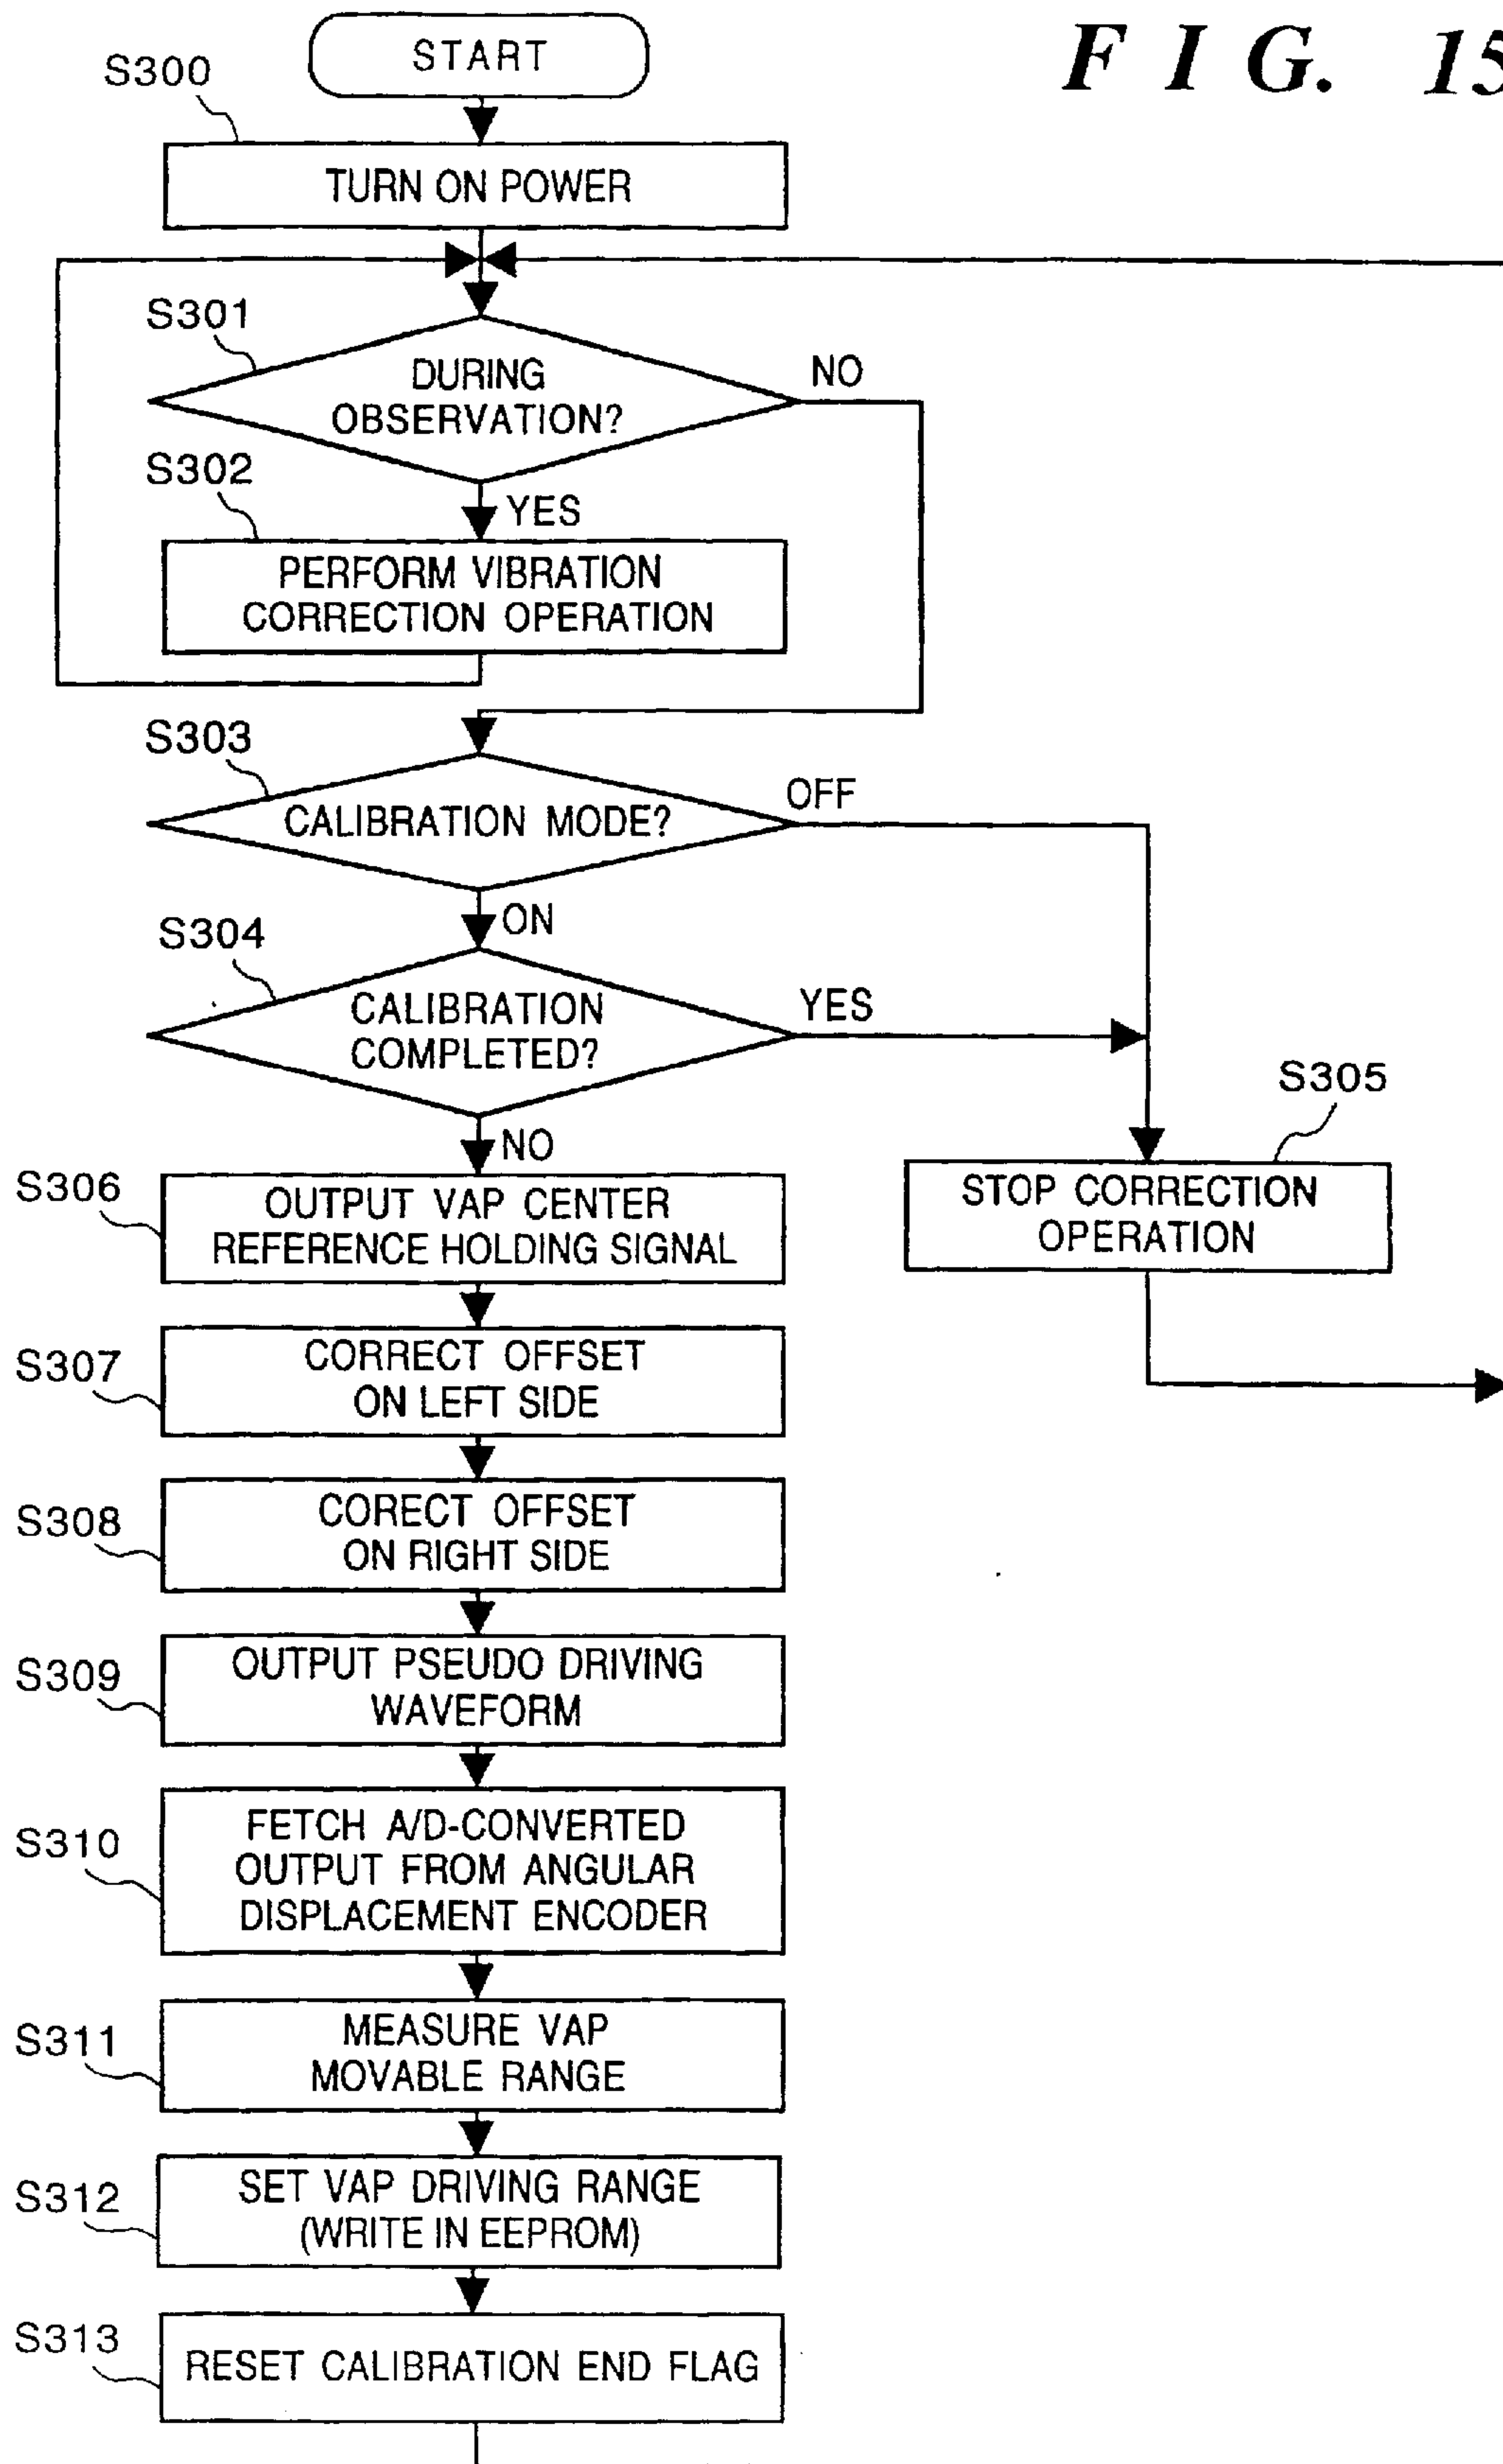 START
FIG. 15
S300
TURN ON POWER
S301
DURING
OBSERVATION?
NO
S302
YES
PERFORM VIBRATION
CORRECTION OPERATION
S303
CALIBRATION MODE?
OFF
ON
S304
CALIBRATION
COMPLETED?
YES
NO
S305
STOP CORRECTION
OPERATION
S306
OUTPUT VAP CENTER
REFERENCE HOLDING SIGNAL
S307
CORRECT OFFSET
ON LEFT SIDE
S308
CORECT OFFSET
ON RIGHT SIDE
S309
OUTPUT PSEUDO DRIVING
WAVEFORM
S310
FETCH A/D-CONVERTED
OUTPUT FROM ANGULAR
DISPLACEMENT ENCODER
S311
MEASURE VAP
MOVABLE RANGE
S312
SET VAP DRIVING RANGE
(WRITE IN EEPROM)
S313
RESET CALIBRATION END FLAG